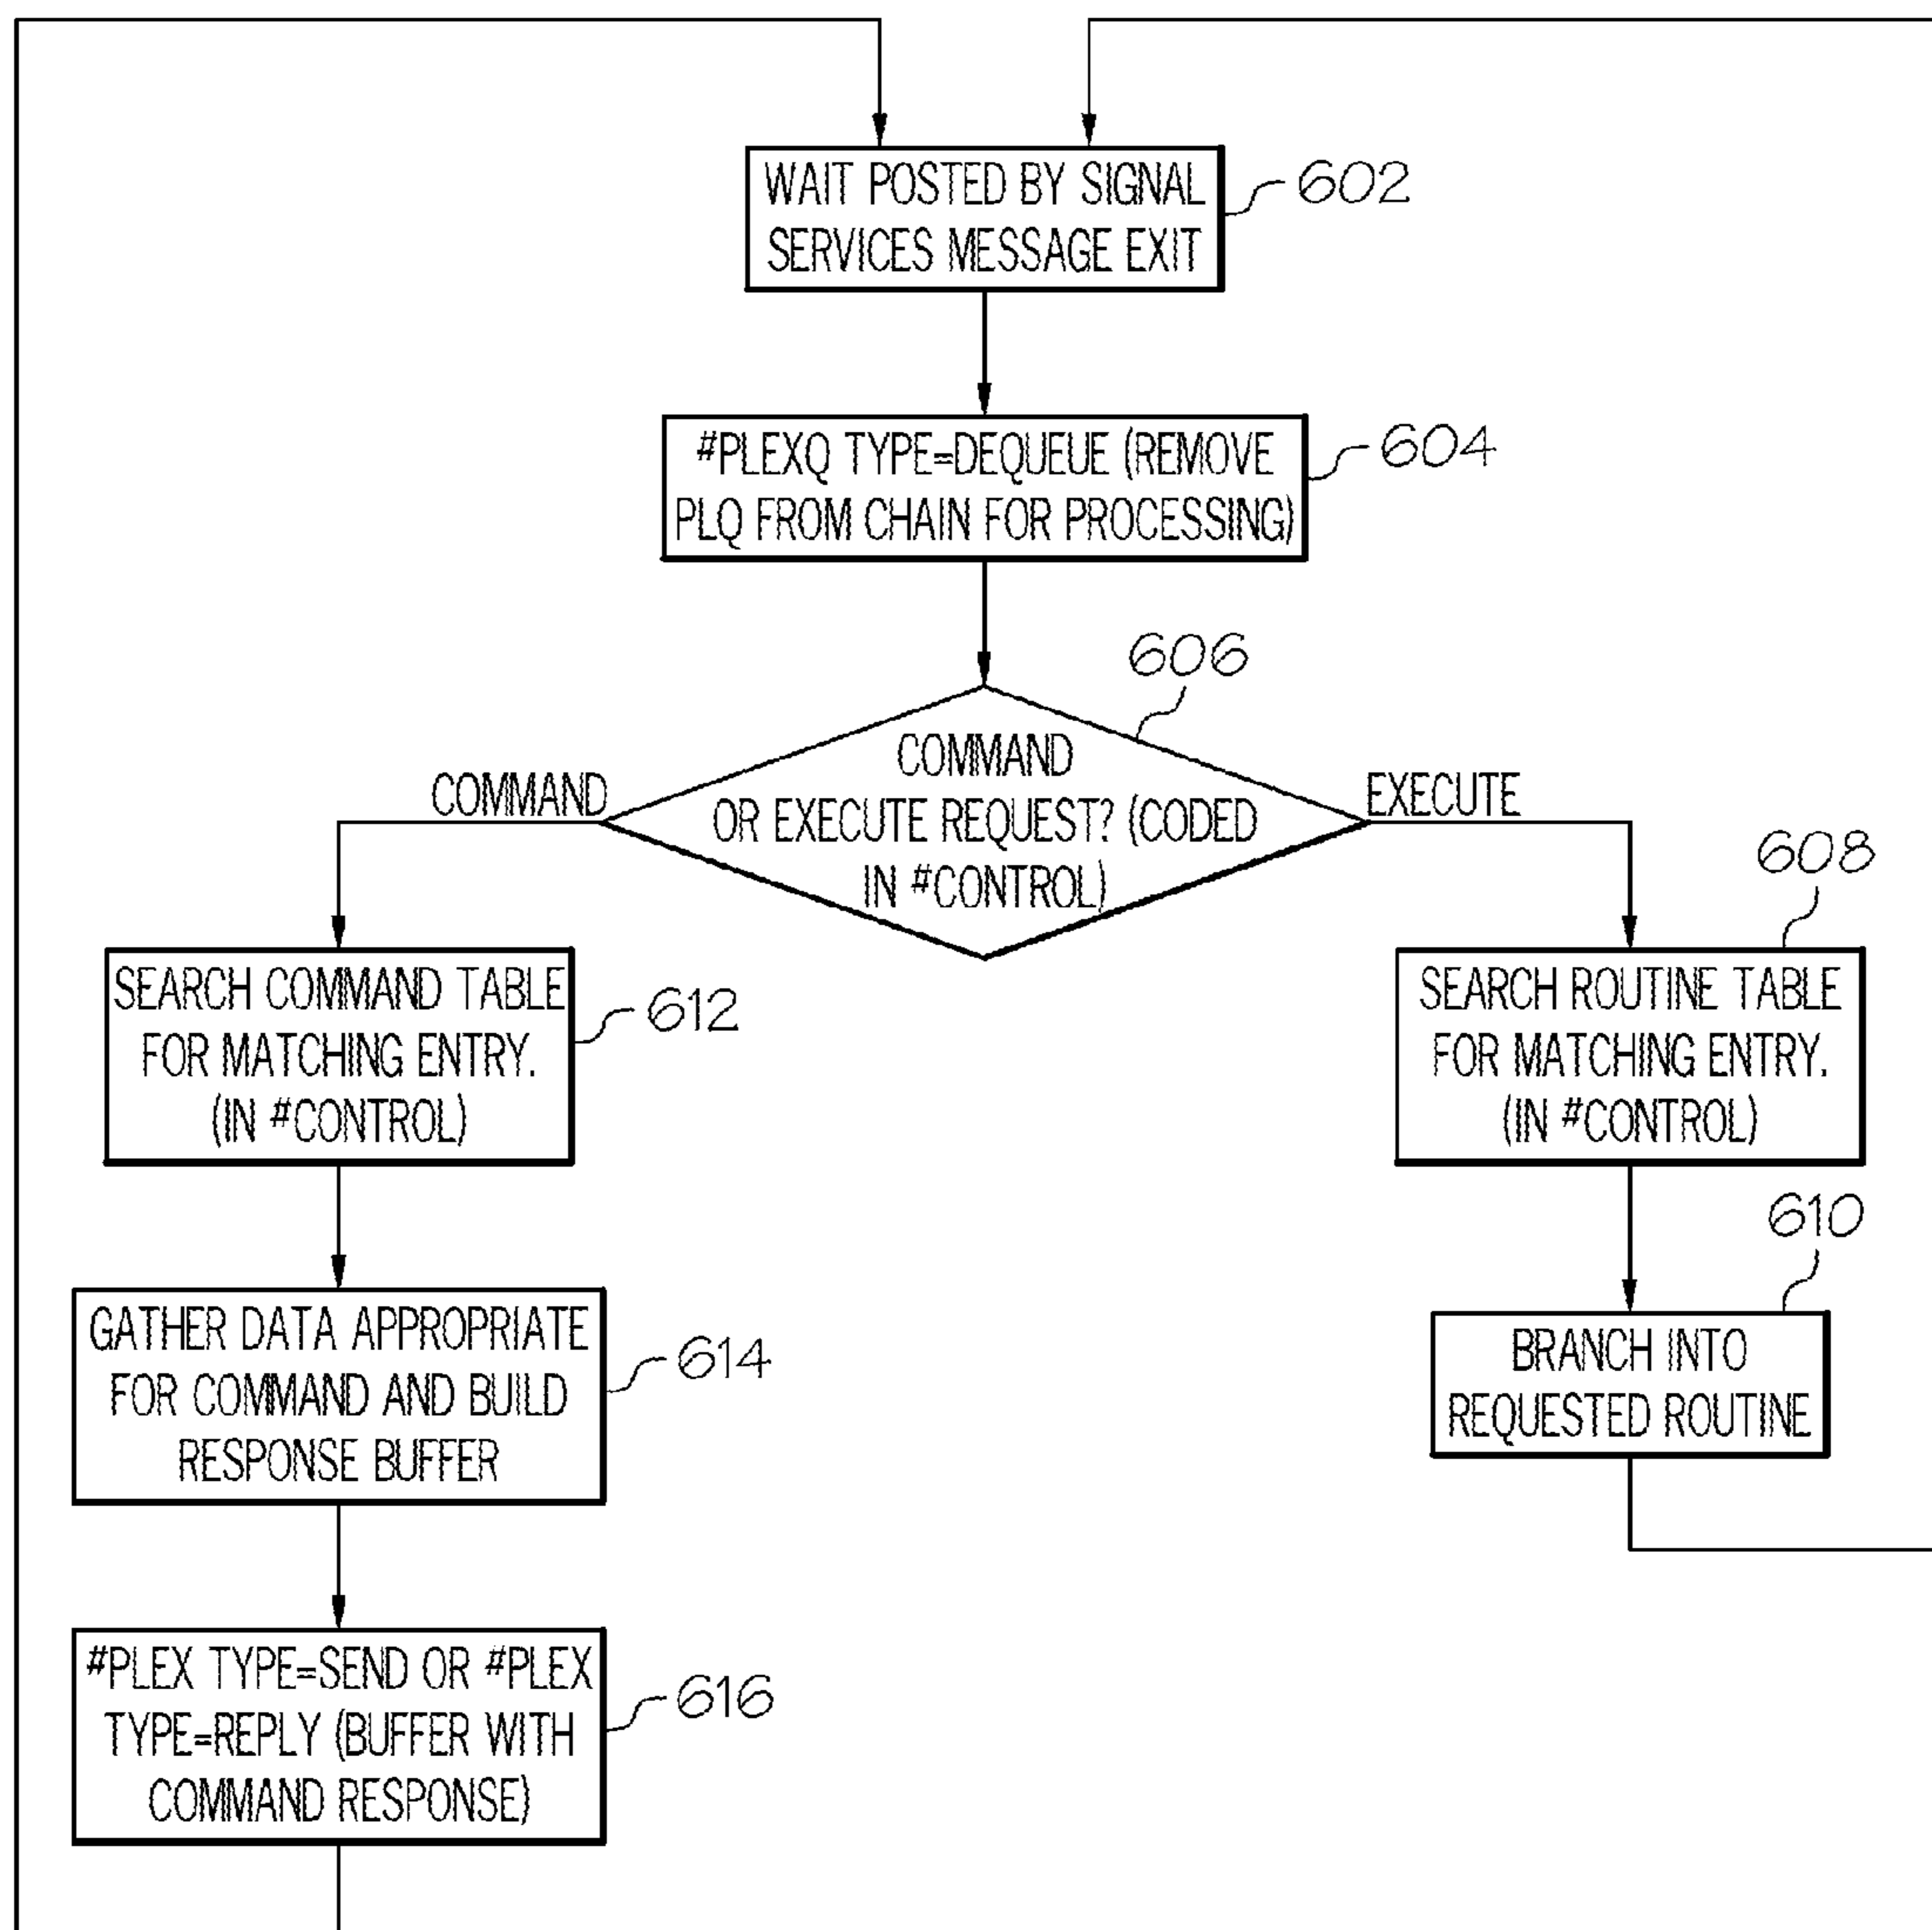 WAIT POSTED BY SIGNAL
SERVICES MESSAGE EXIT
602
#PLEXQ TYPE=DEQUEUE (REMOVE
PLQ FROM CHAIN FOR PROCESSING)
604
606
COMMAND
OR EXECUTE REQUEST? (CODED
IN #CONTROL)
COMMAND
EXECUTE
608
SEARCH COMMAND TABLE
FOR MATCHING ENTRY.
(IN #CONTROL)
612
SEARCH ROUTINE TABLE
FOR MATCHING ENTRY.
(IN #CONTROL)
610
GATHER DATA APPROPRIATE
FOR COMMAND AND BUILD
RESPONSE BUFFER
614
BRANCH INTO
REQUESTED ROUTINE
#PLEX TYPE=SEND OR #PLEX
TYPE=REPLY (BUFFER WITH
COMMAND RESPONSE)
616